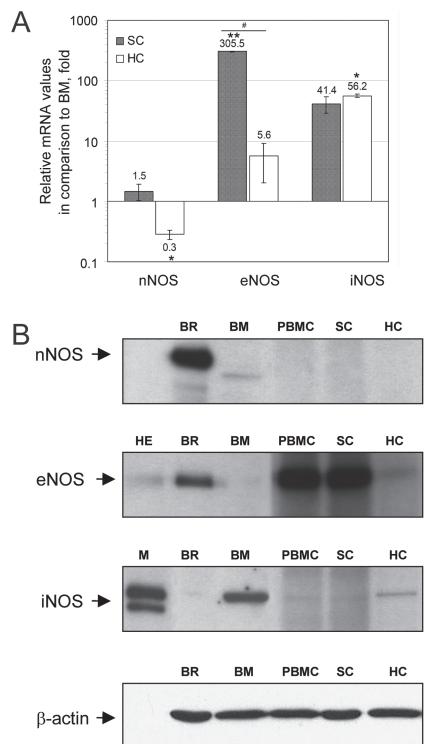 A
Relative mRNA values
in comparison to BM, fold
1000
100
10
1
0.1
SC
HC
**
305.5
#
5.6
1.5
0.3
*
41.4
*
56.2
nNOS
eNOS
iNOS
B
BR BM PBMC SC HC
nNOS
HE BR BM PBMC SC HC
eNOS
M BR BM PBMC SC HC
iNOS
BR BM PBMC SC HC
β-actin